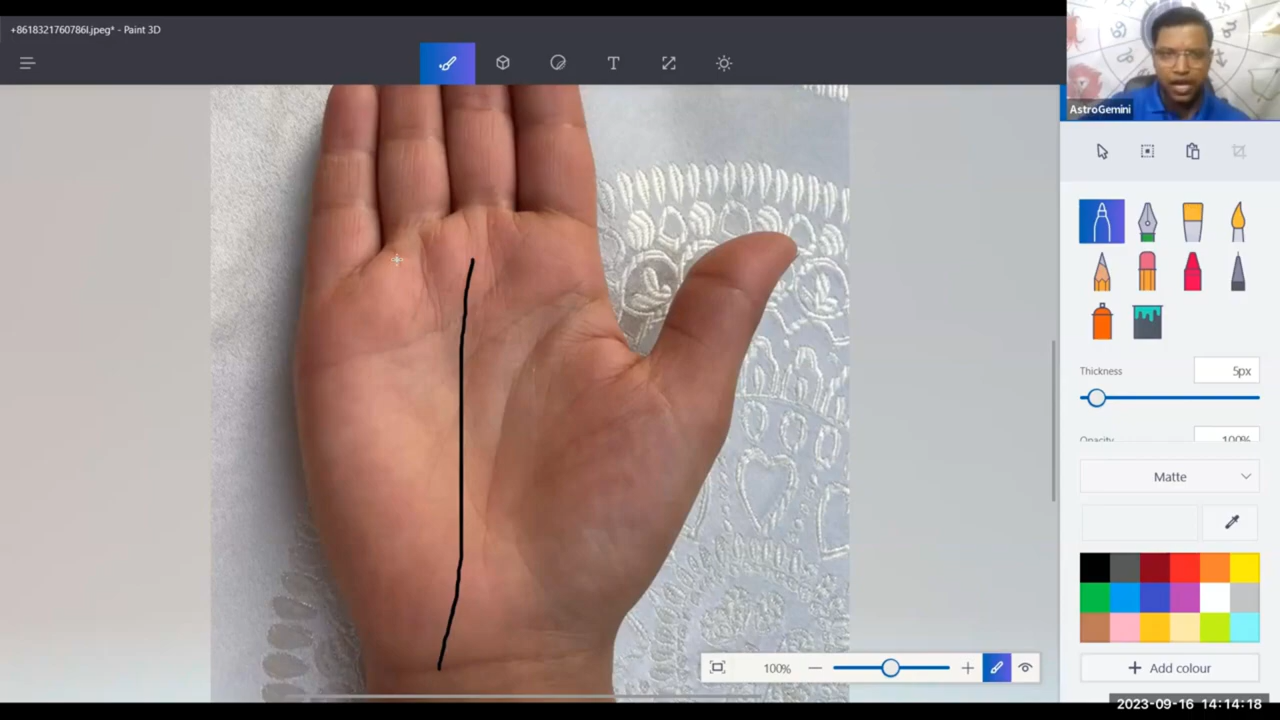 +8618321760786l.jpeg* - Paint 3D
T
AstroGemini
Thickness
5px
Opacity
100%
Matte
100%
Add colour
2023-09-16 14:14:18